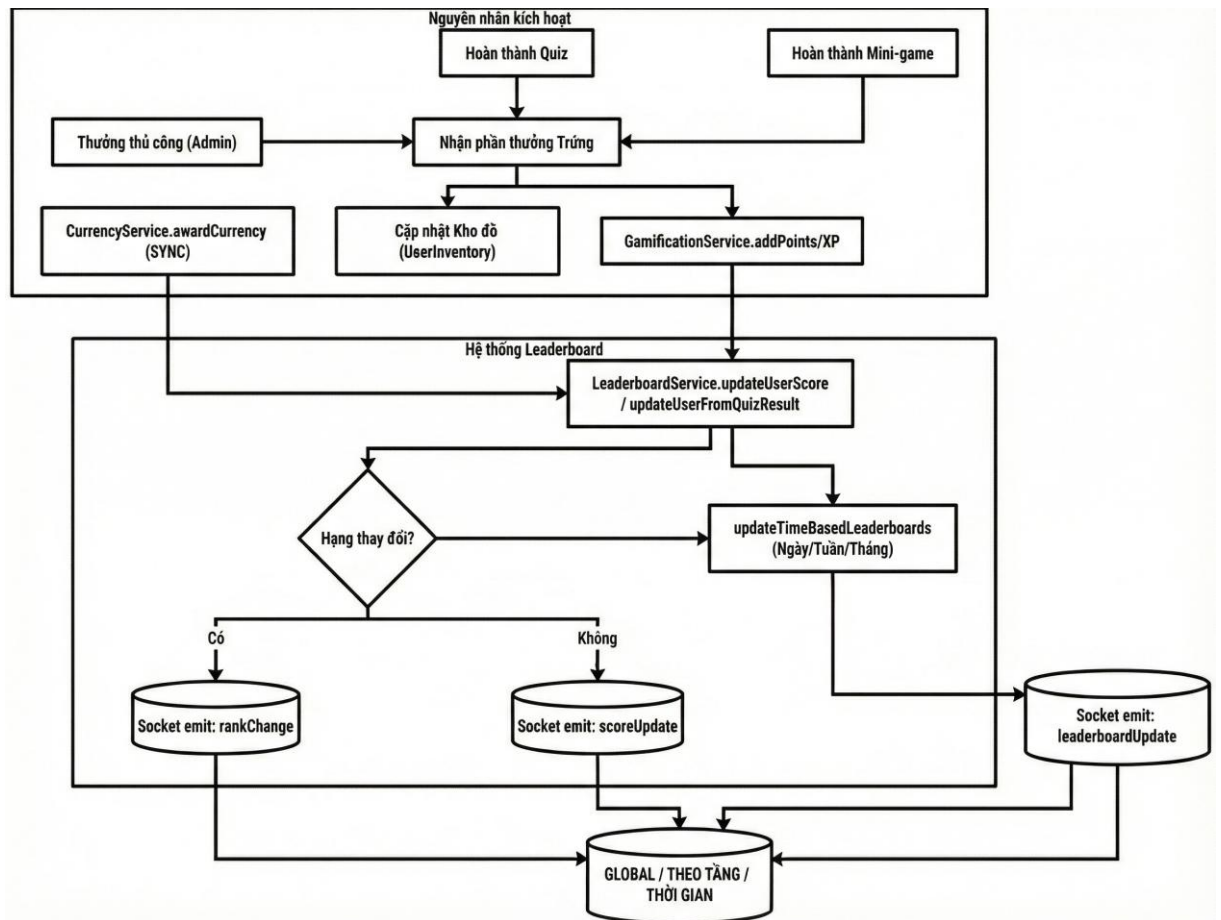 Nguyên nhân kích hoạt
Hoàn thành Quiz
Hoàn thành Mini-game
Thưởng thủ công (Admin)
Nhận phần thưởng Trứng
CurrencyService.awardCurrency
(SYNC)
Cặp nhật Kho đồ
(UserInventory)
GamificationService.addPoints/XP
Hệ thống Leaderboard
LeaderboardService.updateUserScore
/ updateUserFromQuizResult
Hạng thay đổi?
updateTimeBasedLeaderboards
(Ngày/Tuần/Tháng)
Có
Không
Socket emit: rankChange
Socket emit: scoreUpdate
Socket emit:
leaderboardUpdate
GLOBAL / THEO TẦNG /
THỜI GIAN